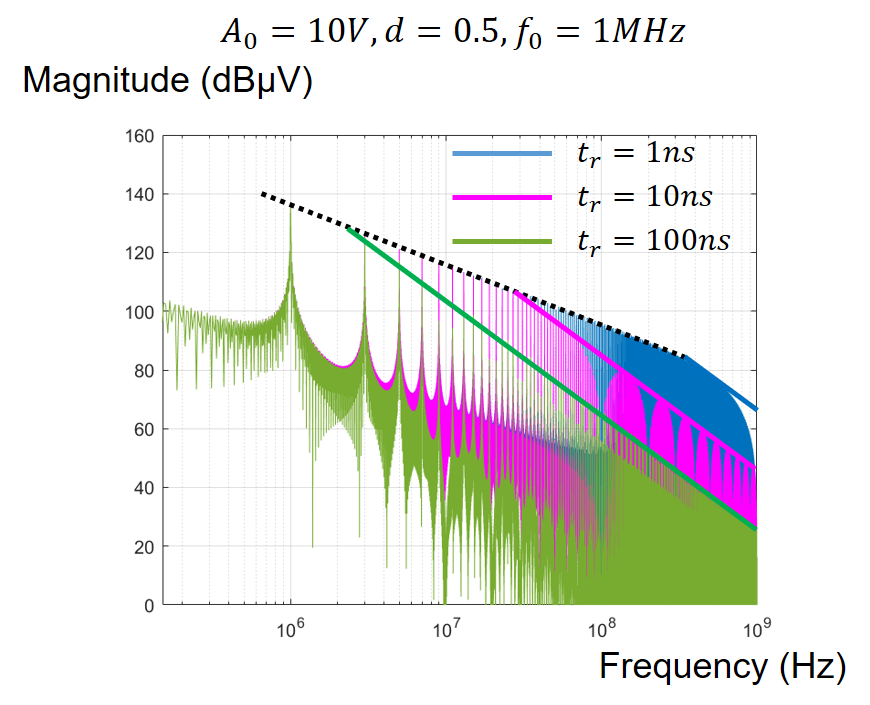 A₀ = 10V, d = 0.5, f₀ = 1MHz
Magnitude (dBμV)
160
140
120
100
80
60
40
20
0
tᵣ = 1ns
tᵣ = 10ns
tᵣ = 100ns
10⁶ 10⁷ 10⁸ 10⁹
Frequency (Hz)